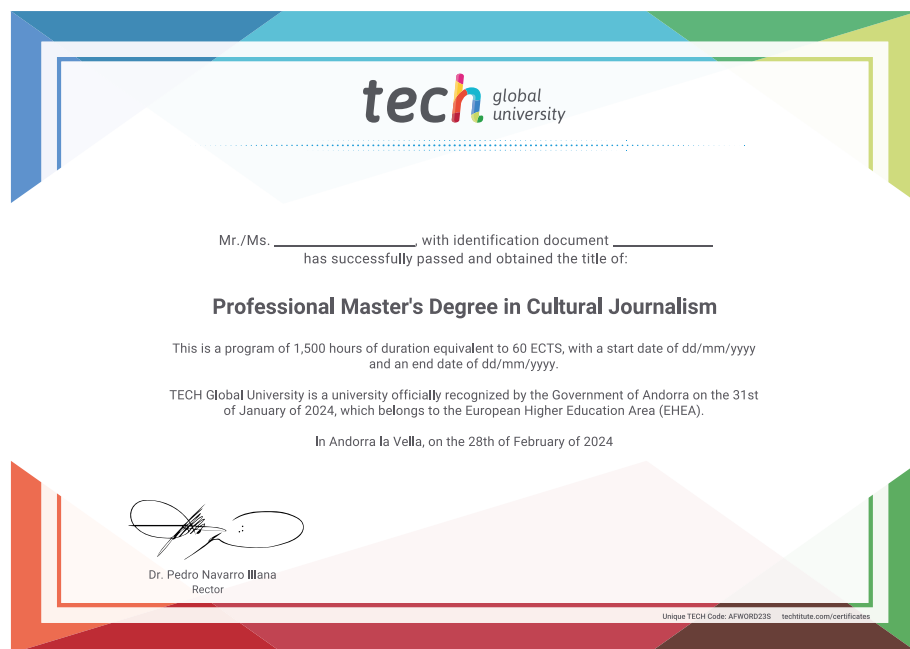 tech global university
Mr./Ms. ____________, with identification document ____________
has successfully passed and obtained the title of:
Professional Master's Degree in Cultural Journalism
This is a program of 1,500 hours of duration equivalent to 60 ECTS, with a start date of dd/mm/yyyy
and an end date of dd/mm/yyyy.
TECH Global University is a university officially recognized by the Government of Andorra on the 31st
of January of 2024, which belongs to the European Higher Education Area (EHEA).
In Andorra la Vella, on the 28th of February of 2024
Dr. Pedro Navarro Illana
Rector
Unique TECH Code: AFWORD23S techtitute.com/certificates